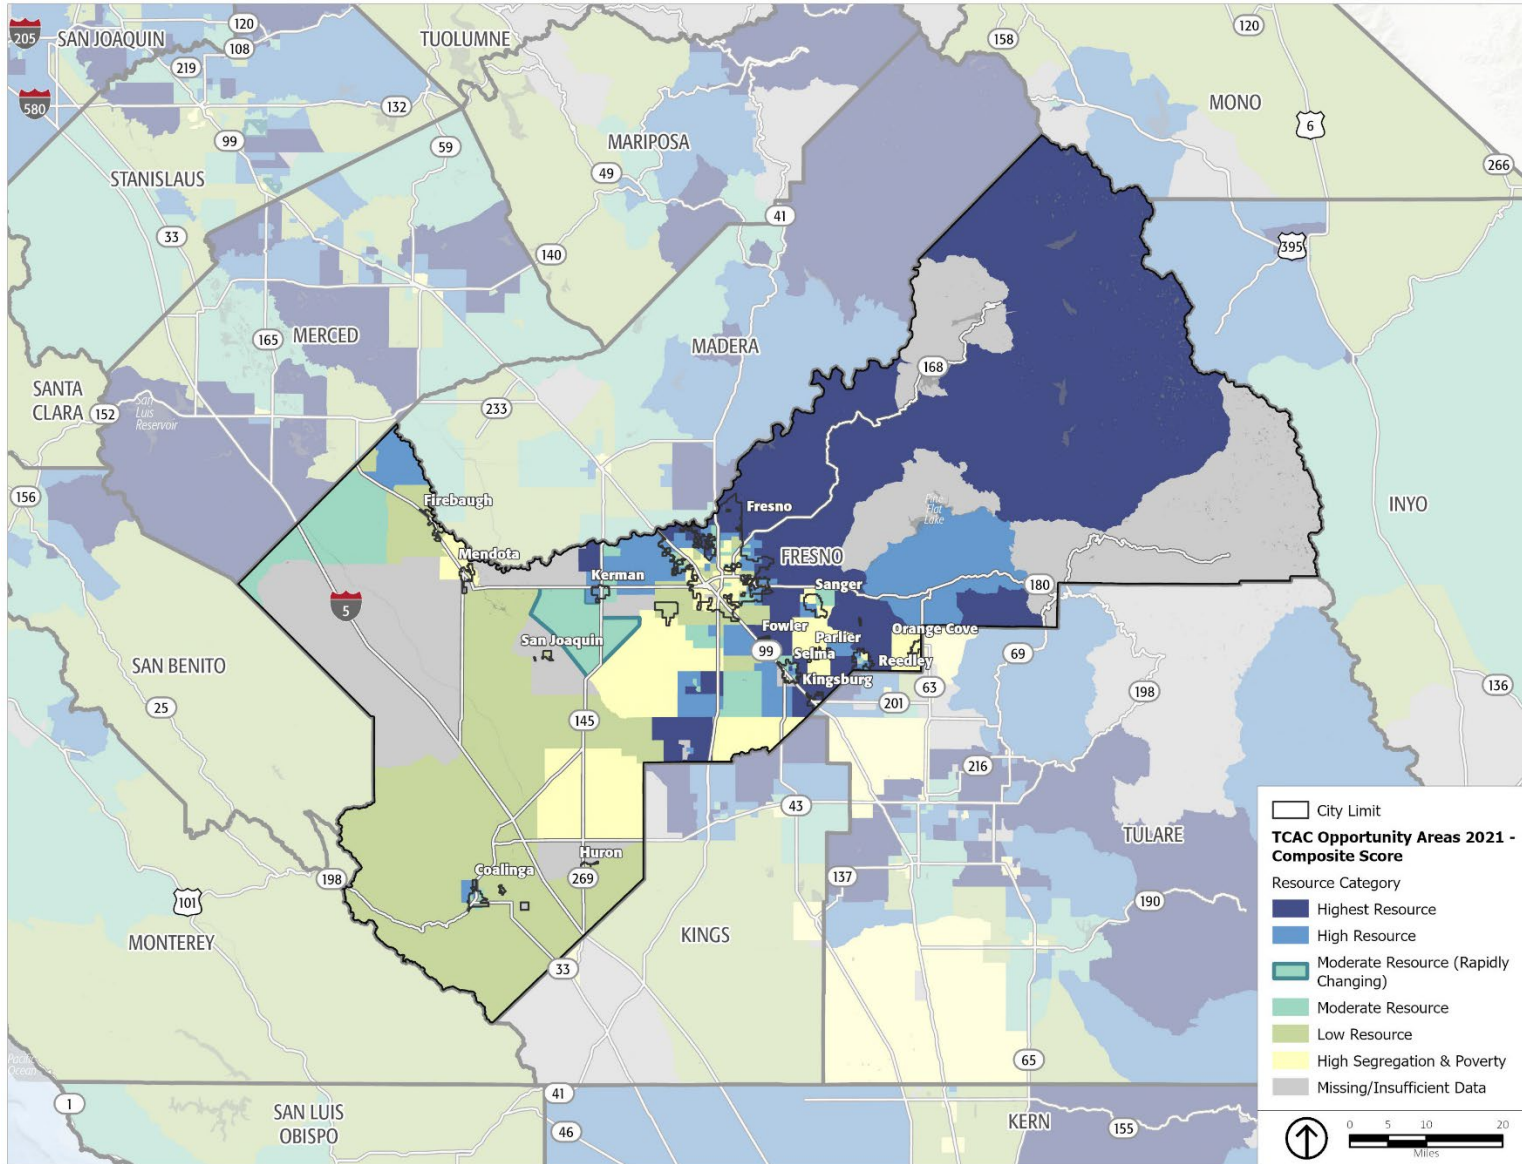 205
SAN JOAQUIN
120
108
219
TUOLUMNE
158
120
580
132
MONO
6
99
59
MARIPOSA
266
STANISLAUS
49
33
41
140
395
165
MERCED
MADERA
168
SANTA
CLARA
152
San
Luis
Reservoir
233
156
Firebaugh
Fresno
INYO
Flat
Lake
Mendota
FRESNO
Kerman
Sanger
180
5
Fowler
Parlier
Orange Cove
San Joaquin
99
Selma
Reedley
69
SAN BENITO
Kingsburg
63
198
136
25
201
145
216
43
TULARE
Huron
Coalinga
198
269
137
101
190
MONTEREY
KINGS
33
65
Pacific
Ocean
1
41
SAN LUIS
OBISPO
46
KERN
155
City Limit
TCAC Opportunity Areas 2021 -
Composite Score
Resource Category
Highest Resource
High Resource
Moderate Resource (Rapidly
Changing)
Moderate Resource
Low Resource
High Segregation & Poverty
Missing/Insufficient Data
0 5 10 20
Miles